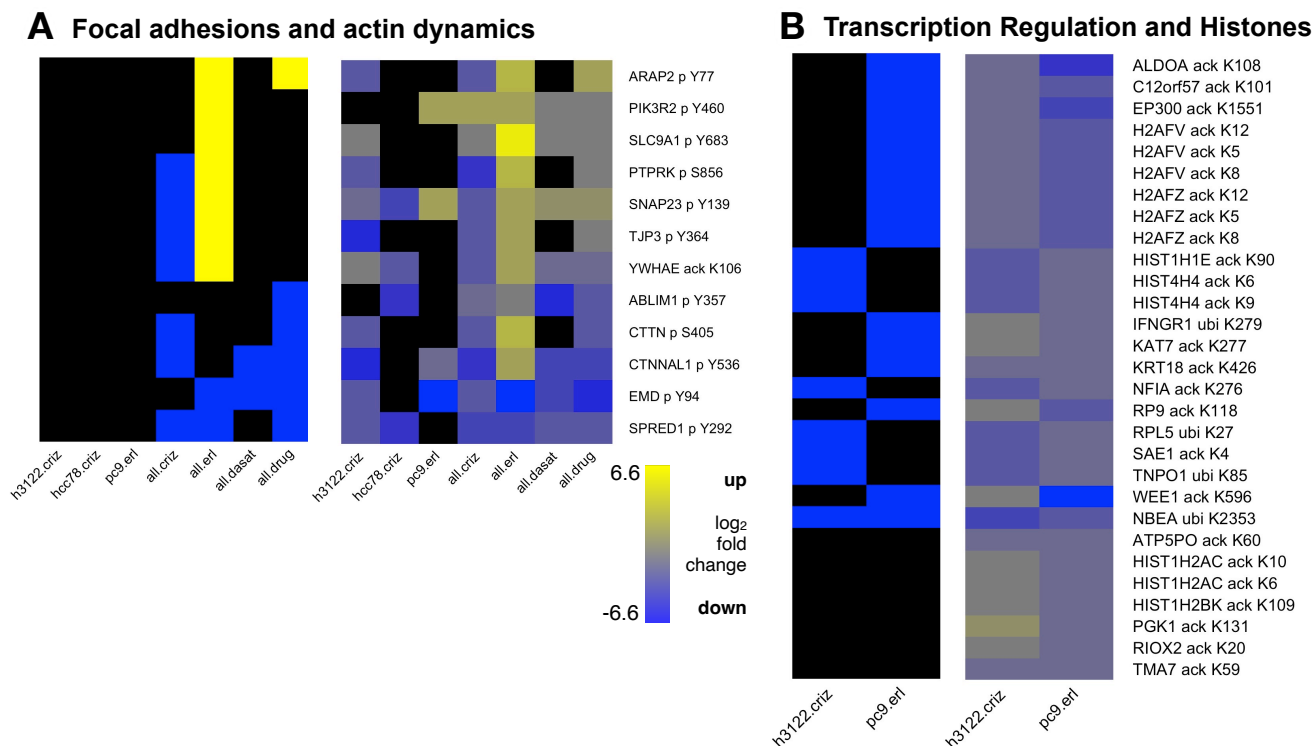 A Focal adhesions and actin dynamics
ARAP2 p Y77
PIK3R2 p Y460
SLC9A1 p Y683
PTPRK p S856
SNAP23 p Y139
TJP3 p Y364
YWHAE ack K106
ABLIM1 p Y357
CTTN p S405
CTNNAL1 p Y536
EMD p Y94
SPRED1 p Y292
h3122.criz
hcc78.criz
pc9.erl
all.criz
all.erl
all.dasat
all.drug
h3122.criz
hcc78.criz
pc9.erl
all.criz
all.erl
all.dasat
all.drug
6.6
up
log2
fold
change
-6.6
down
B Transcription Regulation and Histones
ALDOA ack K108
C12orf57 ack K101
EP300 ack K1551
H2AFV ack K12
H2AFV ack K5
H2AFV ack K8
H2AFZ ack K12
H2AFZ ack K5
H2AFZ ack K8
HIST1H1E ack K90
HIST4H4 ack K6
HIST4H4 ack K9
IFNGR1 ubi K279
KAT7 ack K277
KRT18 ack K426
NFIA ack K276
RP9 ack K118
RPL5 ubi K27
SAE1 ack K4
TNPO1 ubi K85
WEE1 ack K596
NBEA ubi K2353
ATP5PO ack K60
HIST1H2AC ack K10
HIST1H2AC ack K6
HIST1H2BK ack K109
PGK1 ack K131
RIOX2 ack K20
TMA7 ack K59
h3122.criz
pc9.erl
h3122.criz
pc9.erl